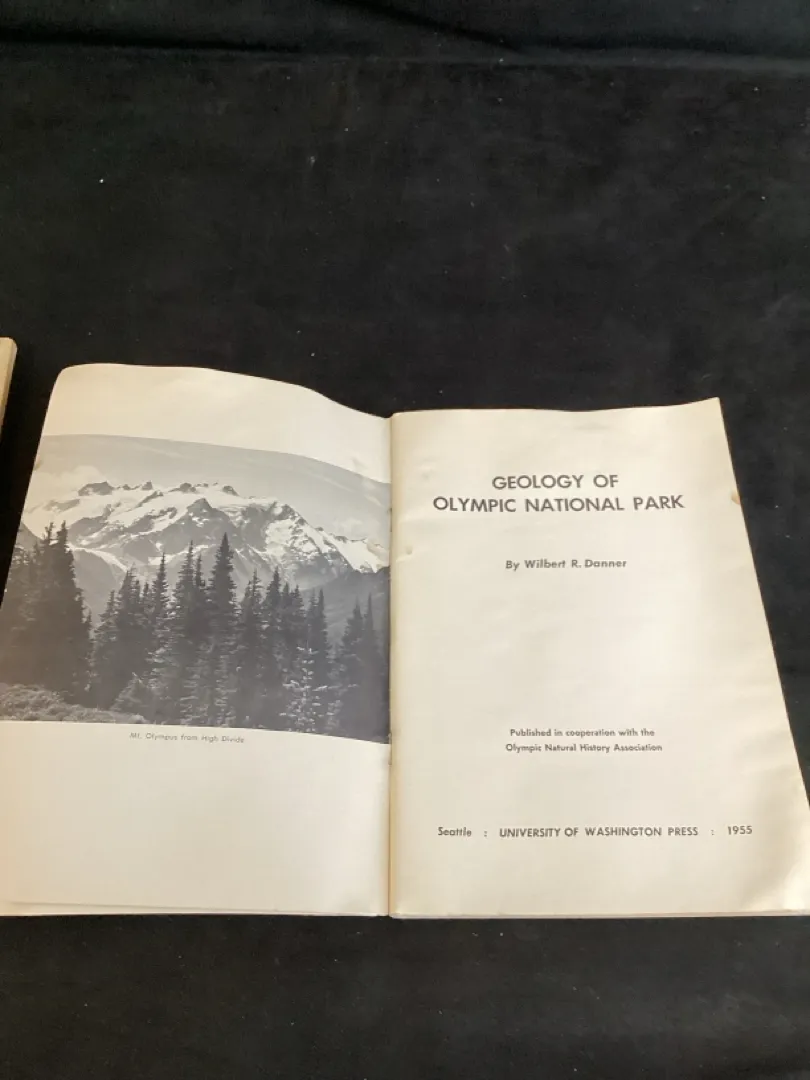 Mt. Olympus from High Divide
GEOLOGY OF
OLYMPIC NATIONAL PARK
By Wilbert R. Danner
Published in cooperation with the
Olympic Natural History Association
Seattle : UNIVERSITY OF WASHINGTON PRESS : 1955